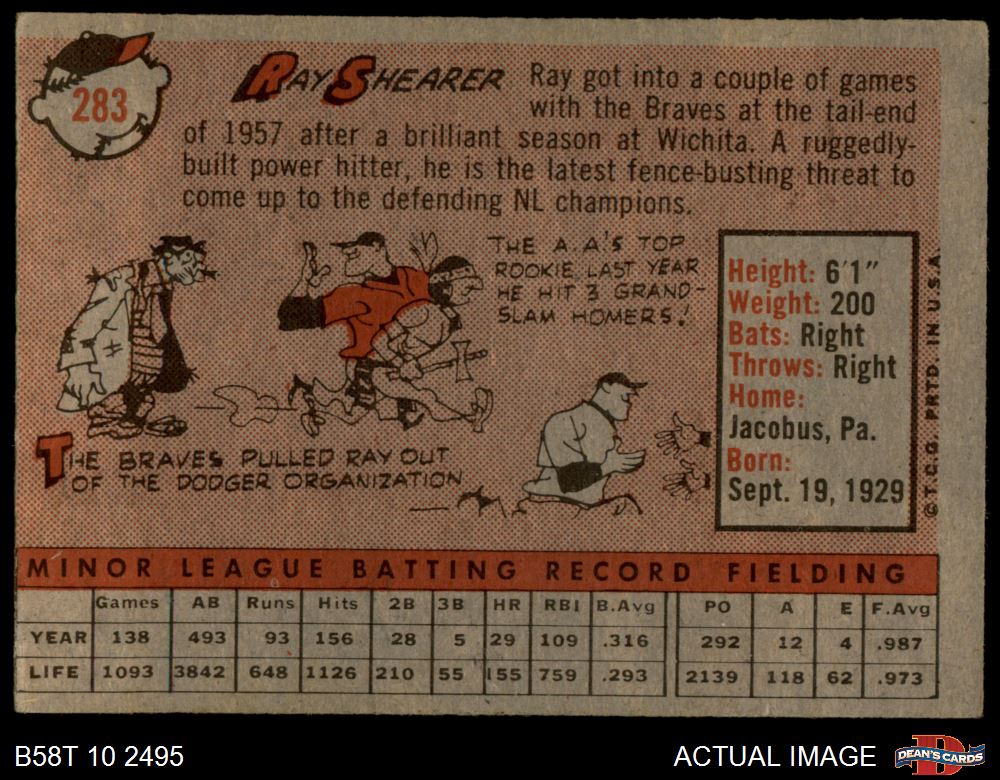 283
RAY SHEARER
Ray got into a couple of games
with the Braves at the tail-end
of 1957 after a brilliant season at Wichita. A ruggedly-
built power hitter, he is the latest fence-busting threat to
come up to the defending NL champions.
THE A.A'S TOP
ROOKIE LAST YEAR
HE HIT 3 GRAND-
SLAM HOMERS!
THE BRAVES PULLED RAY OUT
OF THE DODGER ORGANIZATION
Height: 6'1"
Weight: 200
Bats: Right
Throws: Right
Home:
Jacobus, Pa.
Born:
Sept. 19, 1929
© T.C.G. PRTD. IN U.S.A.
MINOR LEAGUE BATTING RECORD FIELDING
Games AB Runs Hits 2B 3B HR RBI B.Avg PO A E F.Avg
YEAR 138 493 93 156 28 5 29 109 .316 292 12 4 .987
LIFE 1093 3842 648 1126 210 55 155 759 .293 2139 118 62 .973
B58T 10 2495
ACTUAL IMAGE
DEAN'S CARDS